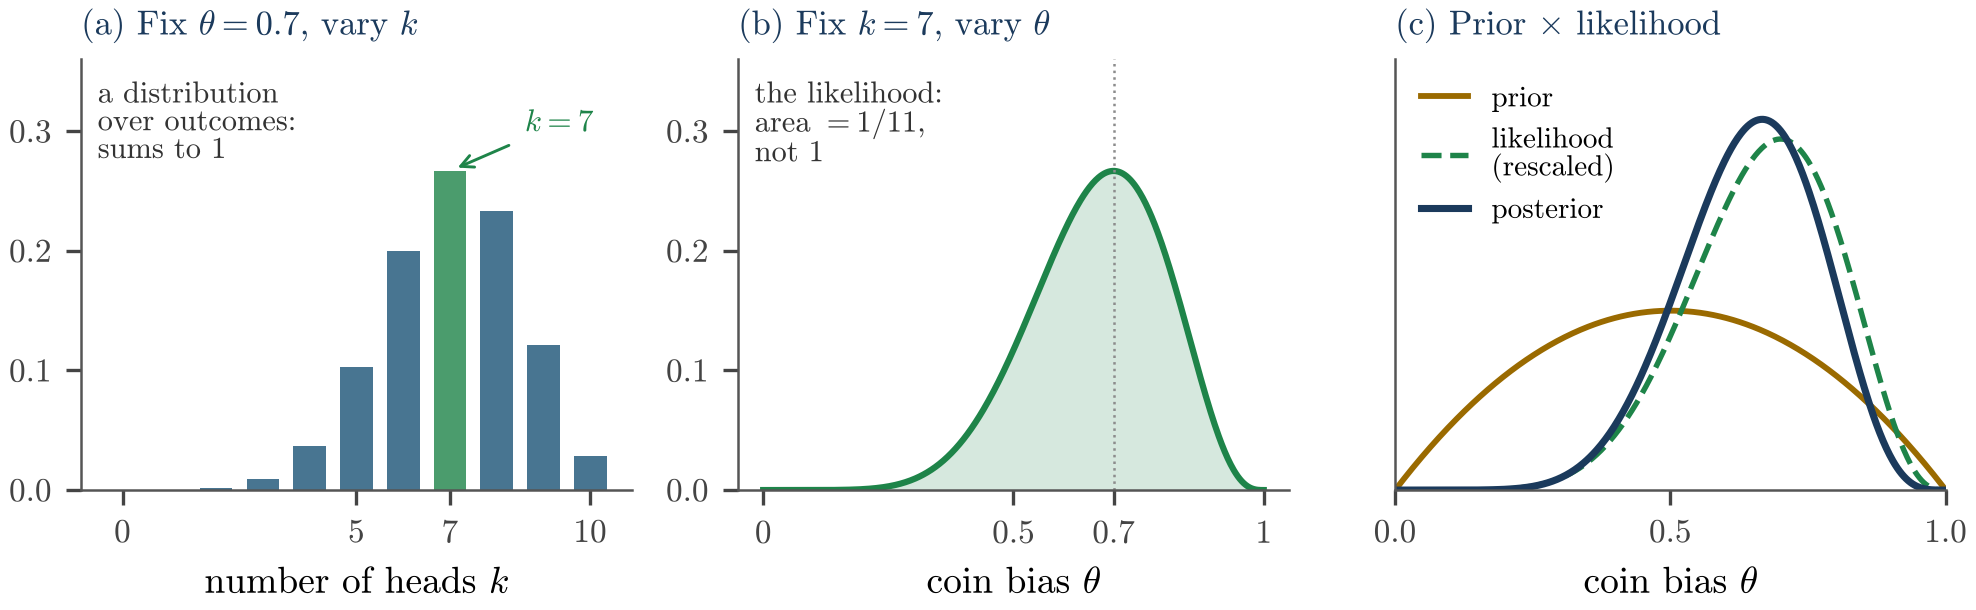 (a) Fix θ = 0.7, vary k
a distribution
over outcomes:
sums to 1
k = 7
0.3
0.2
0.1
0.0
0 5 7 10
number of heads k
(b) Fix k = 7, vary θ
the likelihood:
area = 1/11,
not 1
0.3
0.2
0.1
0.0
0 0.5 0.7 1
coin bias θ
(c) Prior × likelihood
prior
likelihood
(rescaled)
posterior
0.0 0.5 1.0
coin bias θ